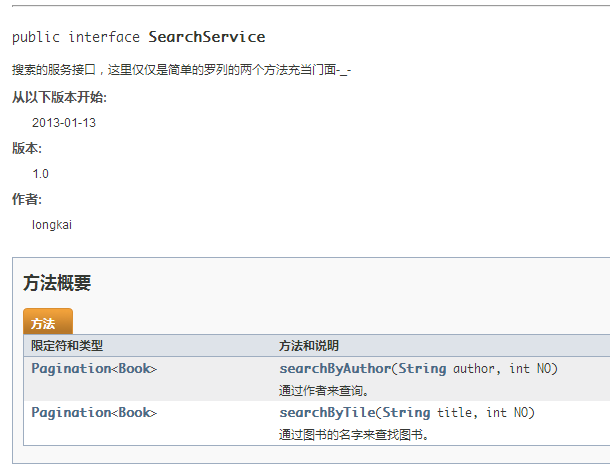 public interface SearchService
搜索的服务接口，这里仅仅是简单的罗列的两个方法充当门面-_-
从以下版本开始:
2013-01-13
版本:
1.0
作者:
longkai
方法概要
方法
限定符和类型 方法和说明
Pagination<Book> searchByAuthor(String author, int NO)
通过作者来查询。
Pagination<Book> searchByTile(String title, int NO)
通过图书的名字来查找图书。